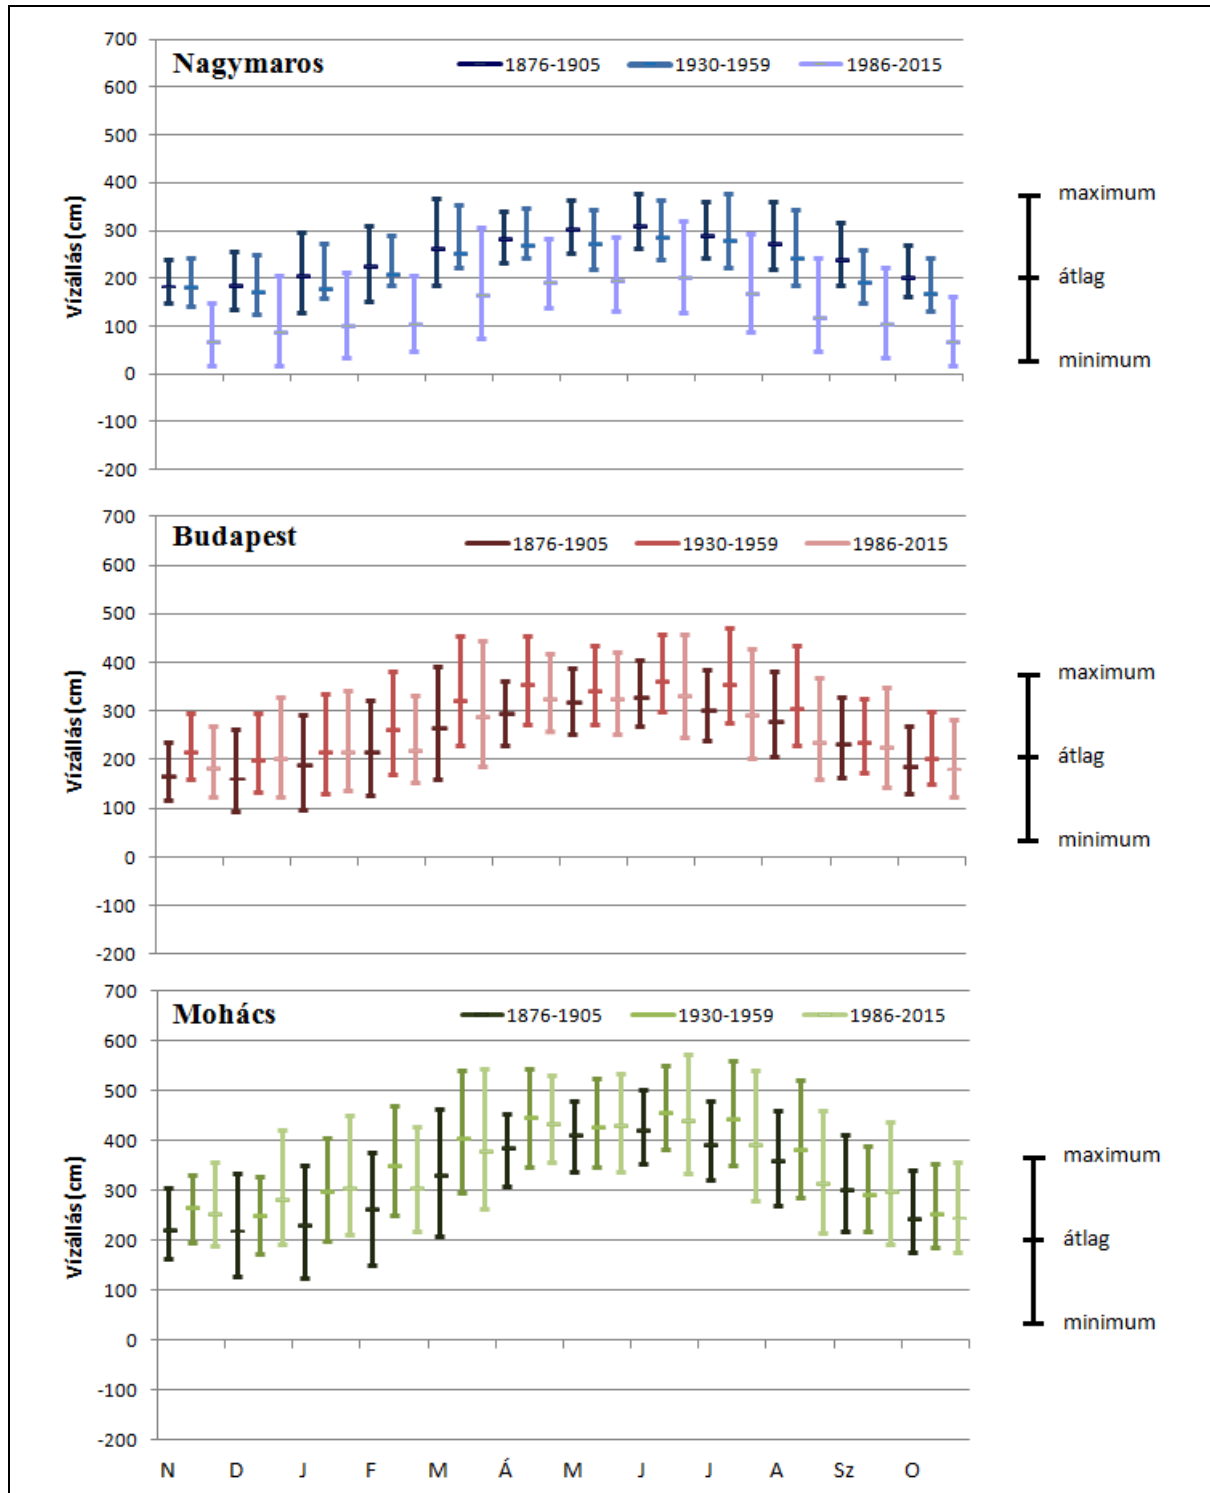 700
Nagymaros
1876-1905 1930-1959 1986-2015
600
500
400
300
200
100
0
-100
-200
Vízállás (cm)
maximum
átlag
minimum
700
Budapest
1876-1905 1930-1959 1986-2015
600
500
400
300
200
100
0
-100
-200
Vízállás (cm)
maximum
átlag
minimum
700
Mohács
1876-1905 1930-1959 1986-2015
600
500
400
300
200
100
0
-100
-200
Vízállás (cm)
maximum
átlag
minimum
N D J F M Á M J J A Sz O